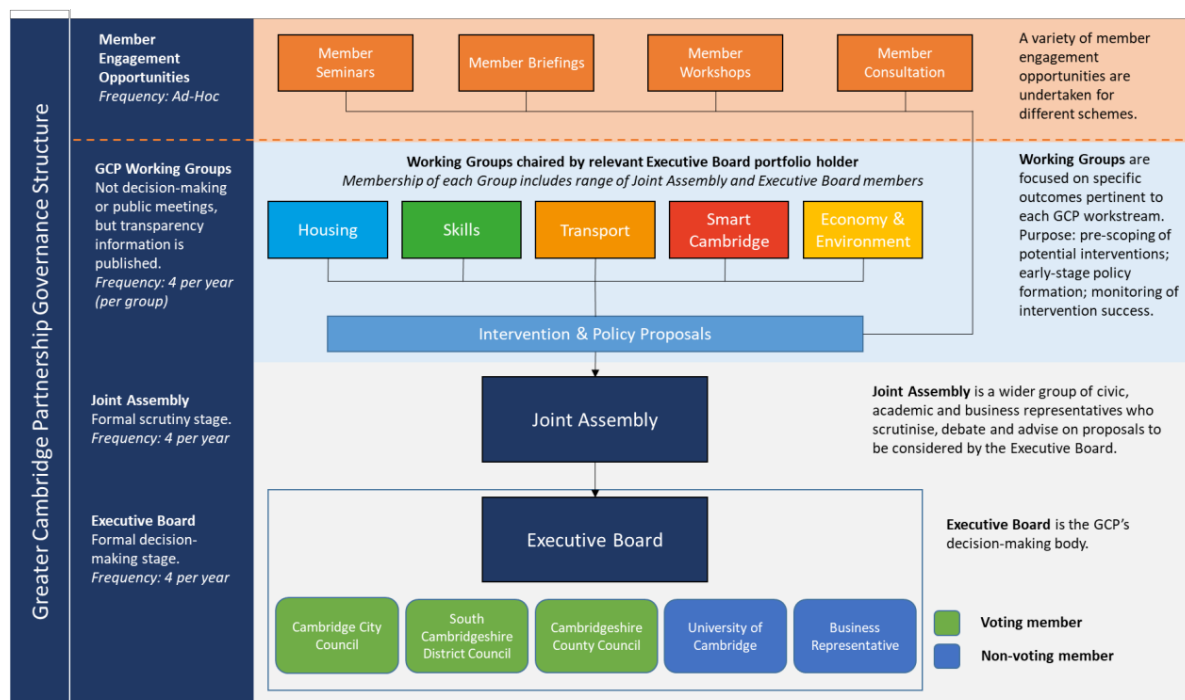 Greater Cambridge Partnership Governance Structure
Member
Engagement
Opportunities
Frequency: Ad-Hoc
Member
Seminars
Member Briefings
Member
Workshops
Member
Consultation
A variety of member
engagement
opportunities are
undertaken for
different schemes.
GCP Working Groups
Not decision-making
or public meetings,
but transparency
information is
published.
Frequency: 4 per year
(per group)
Working Groups chaired by relevant Executive Board portfolio holder
Membership of each Group includes range of Joint Assembly and Executive Board members
Housing
Skills
Transport
Smart
Cambridge
Economy &
Environment
Intervention & Policy Proposals
Working Groups are
focused on specific
outcomes pertinent to
each GCP workstream.
Purpose: pre-scoping of
potential interventions;
early-stage policy
formation; monitoring of
intervention success.
Joint Assembly
Formal scrutiny stage.
Frequency: 4 per year
Joint Assembly
Joint Assembly is a wider group of civic,
academic and business representatives who
scrutinise, debate and advise on proposals to
be considered by the Executive Board.
Executive Board
Formal decision-
making stage.
Frequency: 4 per year
Executive Board
Executive Board is the GCP's
decision-making body.
Cambridge City
Council
South
Cambridgeshire
District Council
Cambridgeshire
County Council
University of
Cambridge
Business
Representative
Voting member
Non-voting member